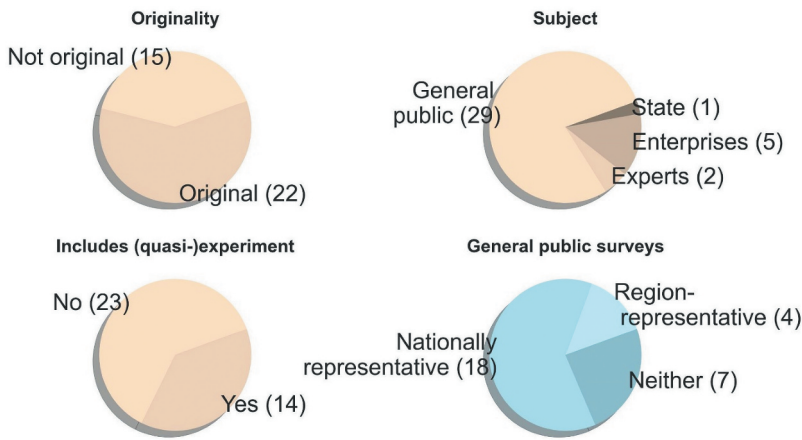 Originality
Not original (15)
Original (22)
Subject
General
public (29)
State (1)
Enterprises (5)
Experts (2)
Includes (quasi-)experiment
No (23)
Yes (14)
General public surveys
Region-
representative (4)
Nationally
representative (18)
Neither (7)